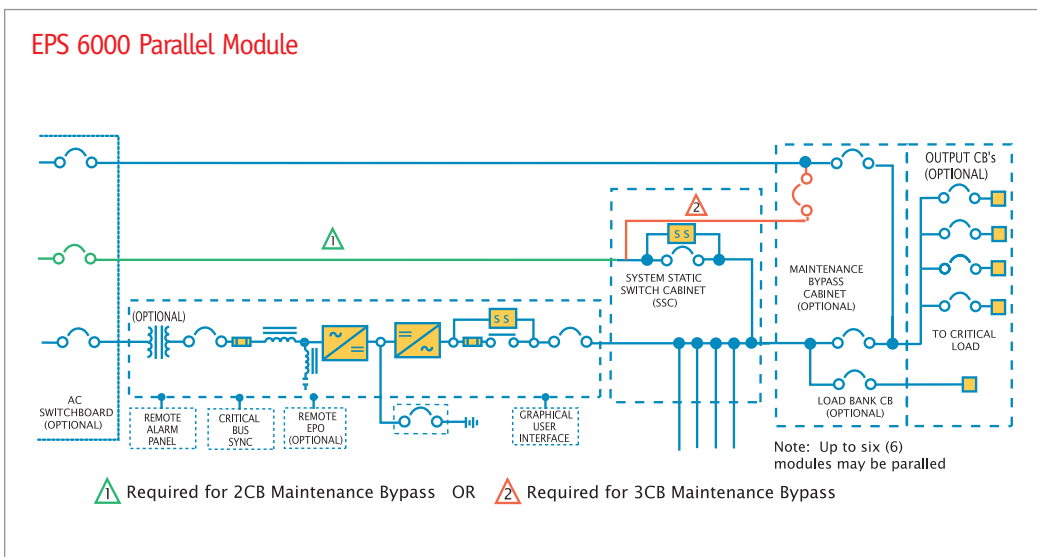 EPS 6000 Parallel Module
OUTPUT CB's
(OPTIONAL)
2
S S
1
SYSTEM STATIC
SWITCH CABINET
(SSC)
MAINTENANCE
BYPASS
CABINET
(OPTIONAL)
(OPTIONAL)
S S
TO CRITICAL
LOAD
AC
SWITCHBOARD
(OPTIONAL)
REMOTE
ALARM
PANEL
CRITICAL
BUS
SYNC
REMOTE
EPO
(OPTIONAL)
GRAPHICAL
USER
INTERFACE
LOAD BANK CB
(OPTIONAL)
Note: Up to six (6)
modules may be paralled
1 Required for 2CB Maintenance Bypass OR 2 Required for 3CB Maintenance Bypass